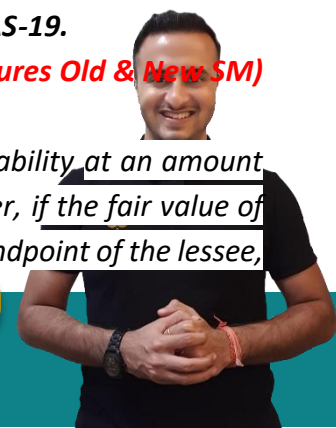 S-19.
ures Old & New SM)
ability at an amount
er, if the fair value of
ndpoint of the lessee,